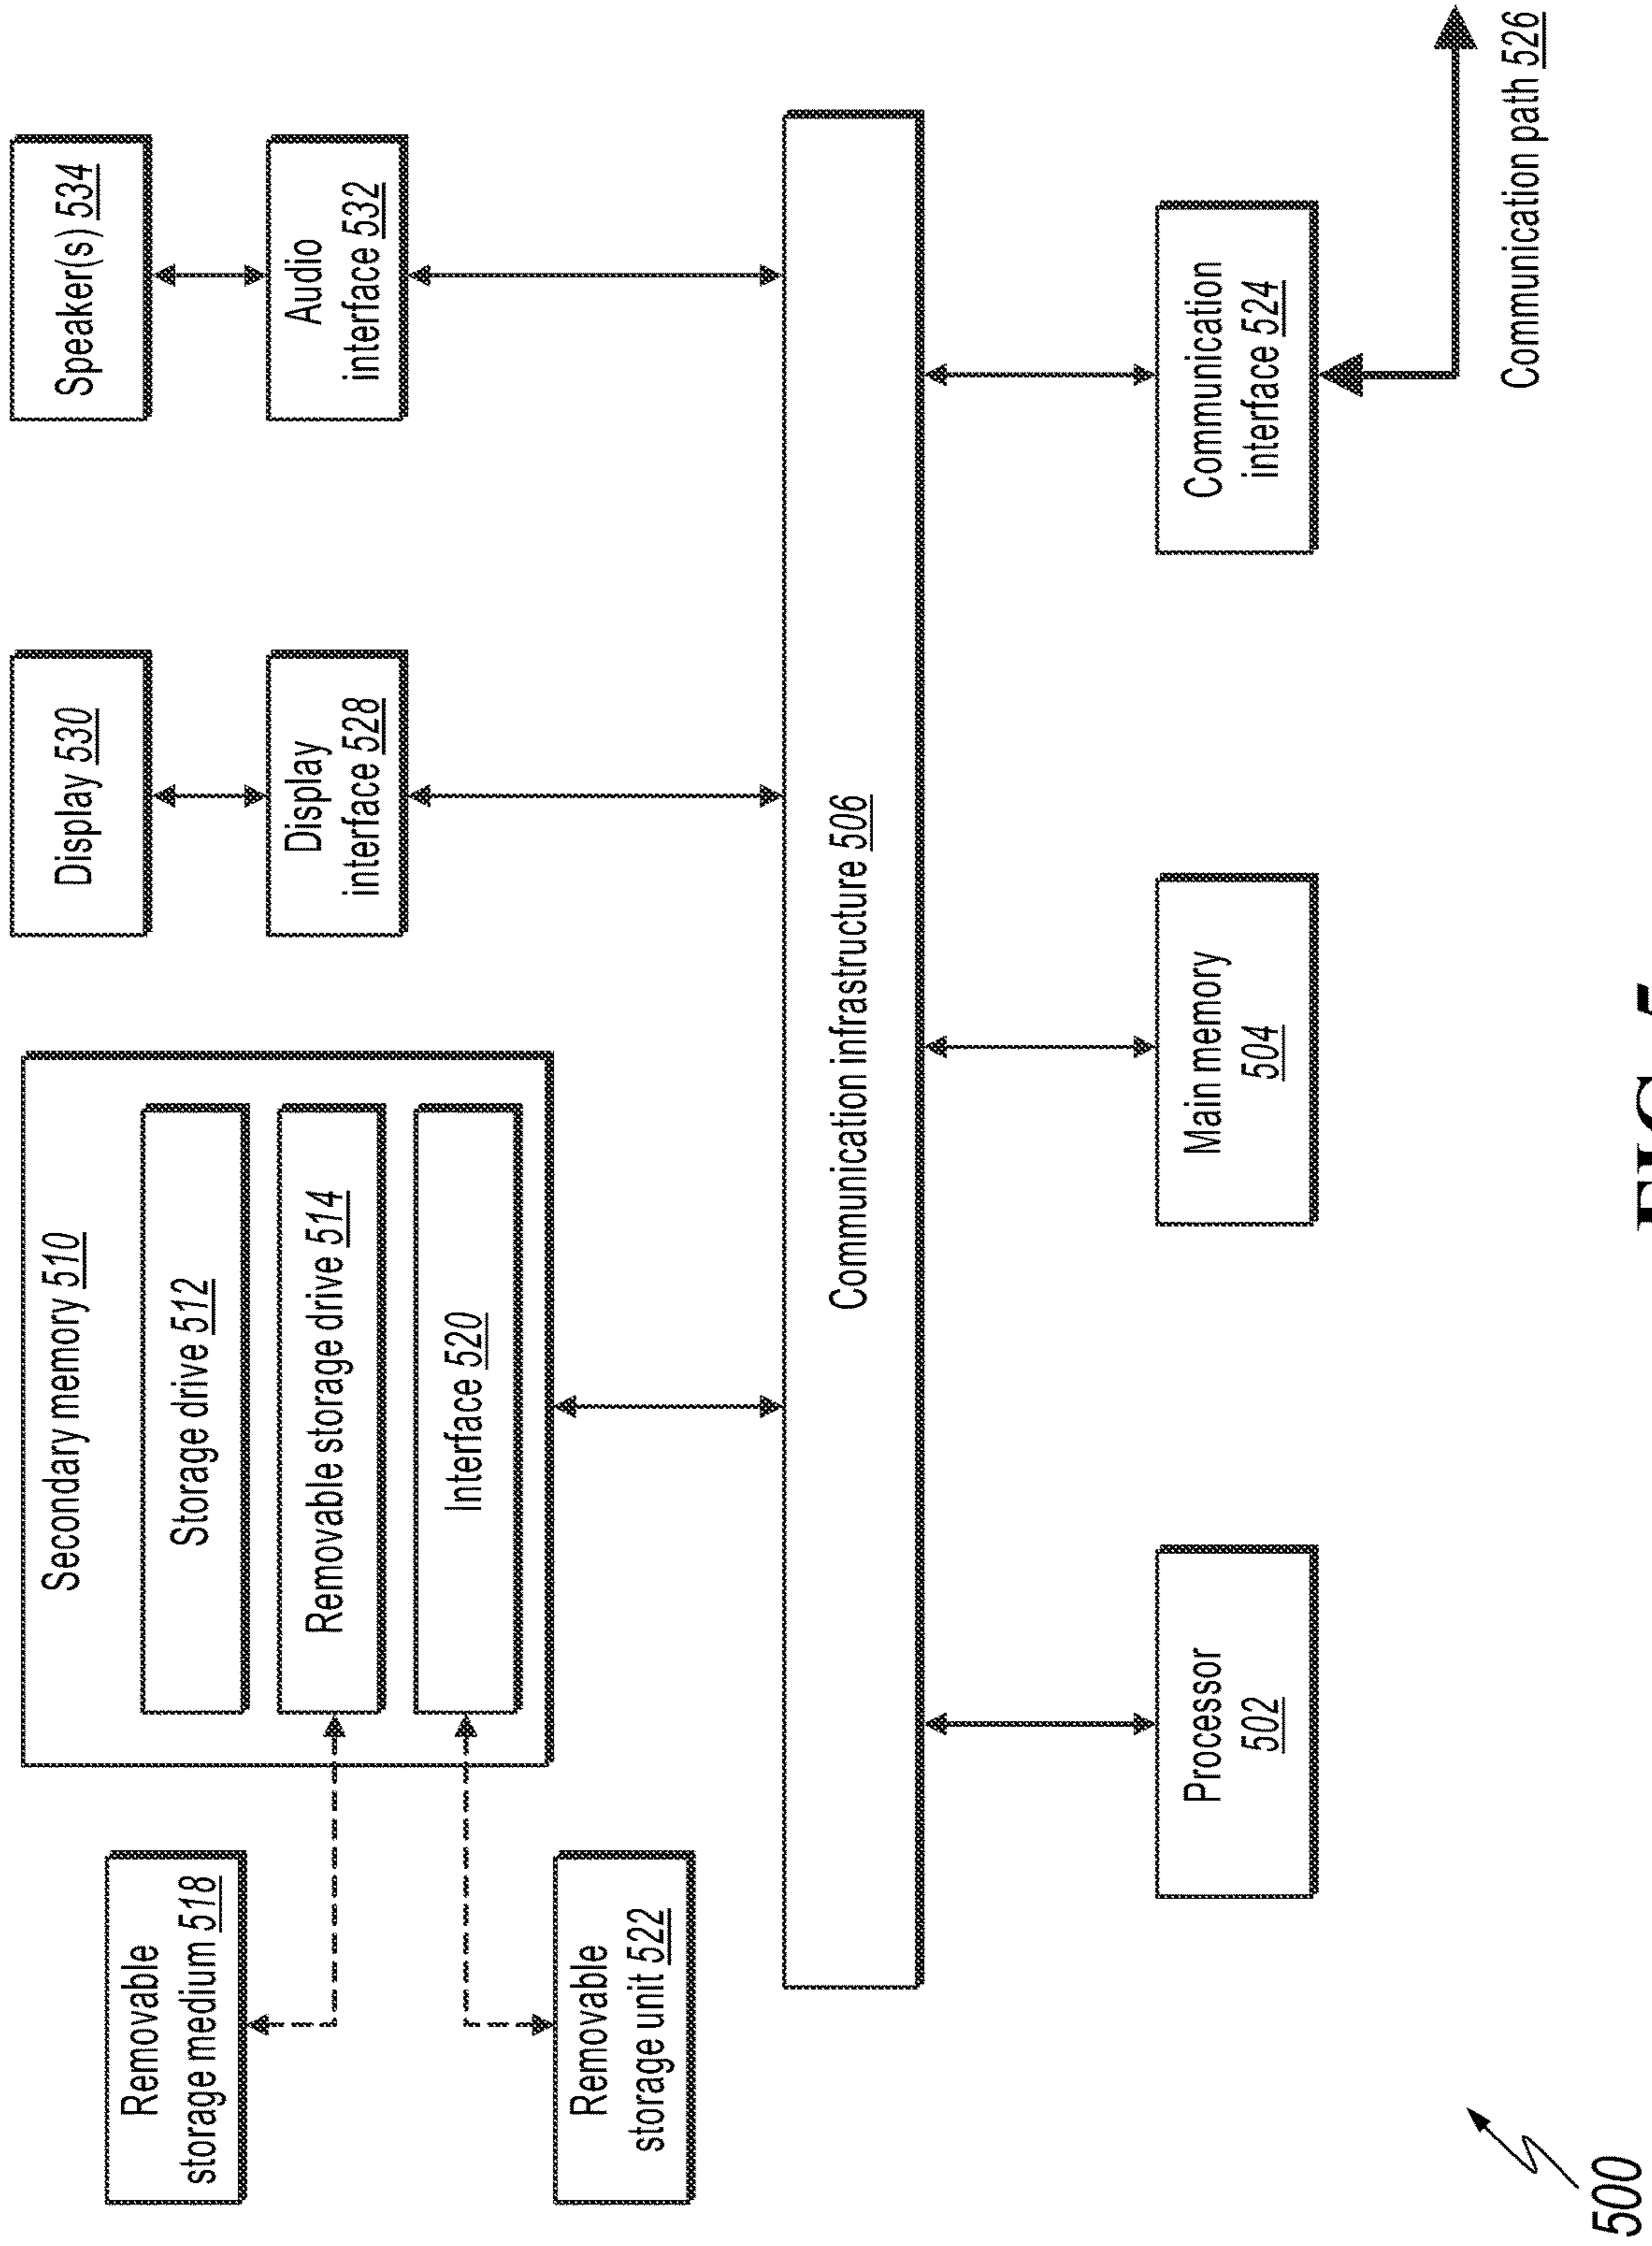 Removable
storage medium 518
Removable
storage unit 522
Secondary memory 510
Storage drive 512
Removable storage drive 514
Interface 520
Display 530
Display
interface 528
Speaker(s) 534
Audio
interface 532
Communication infrastructure 506
Processor
502
Main memory
504
Communication
interface 524
Communication path 526
500
FIG. 5